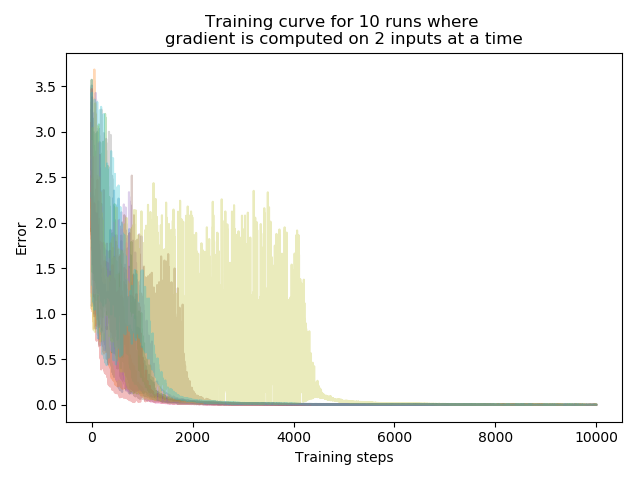 Training curve for 10 runs where
gradient is computed on 2 inputs at a time
Error
3.5
3.0
2.5
2.0
1.5
1.0
0.5
0.0
0 2000 4000 6000 8000 10000
Training steps